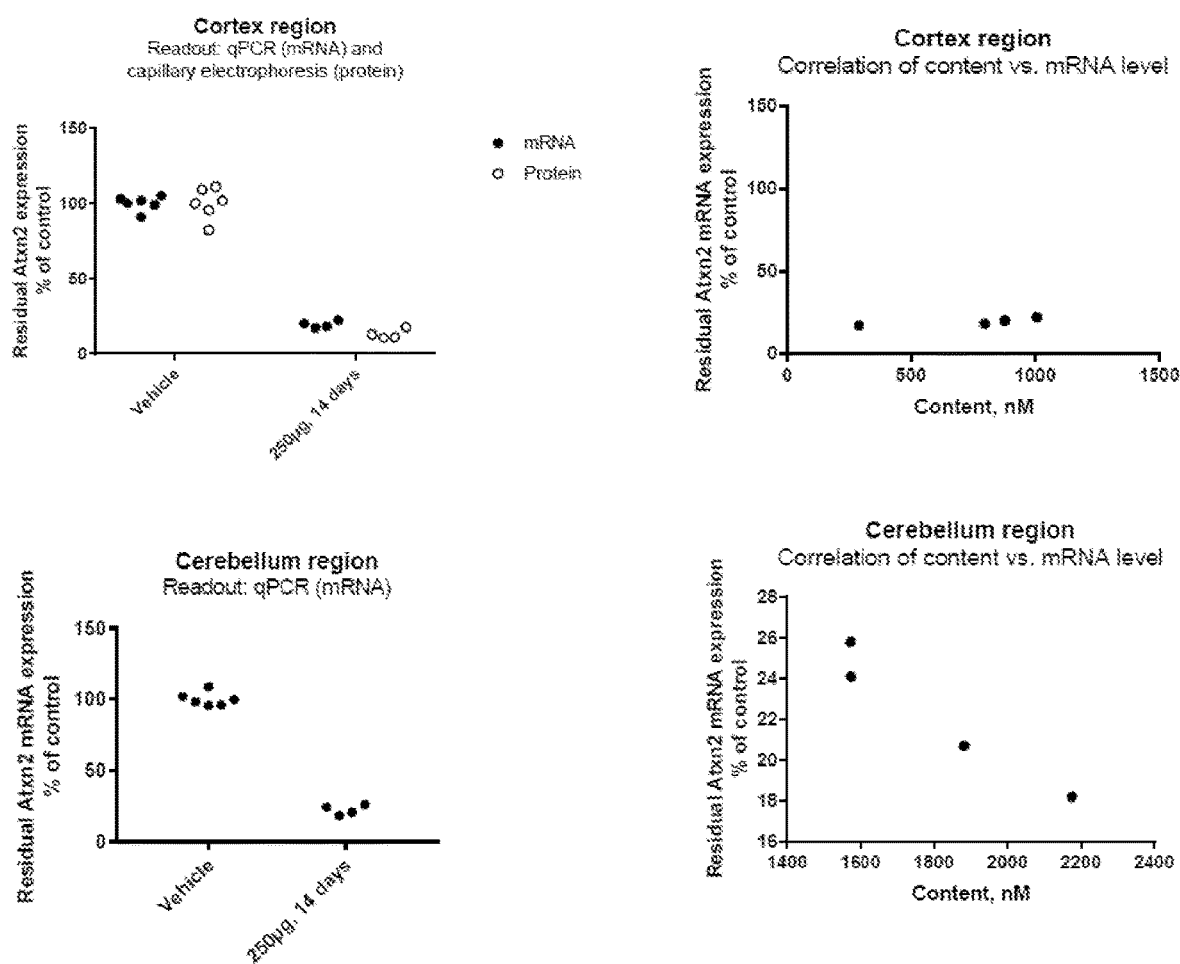 Cortex region
Readout: qPCR (mRNA) and
capillary electrophoresis (protein)
Residual Atxn2 expression
% of control
150
100
50
0
Vehicle
250µg, 14 days
mRNA
Protein
Cortex region
Correlation of content vs. mRNA level
Residual Atxn2 mRNA expression
% of control
150
100
50
0
0 500 1000 1500
Content, nM
Cerebellum region
Readout: qPCR (mRNA)
Residual Atxn2 mRNA expression
% of control
150
100
50
0
Vehicle
250µg, 14 days
Cerebellum region
Correlation of content vs. mRNA level
Residual Atxn2 mRNA expression
% of control
28
26
24
22
20
18
16
1400 1600 1800 2000 2200 2400
Content, nM